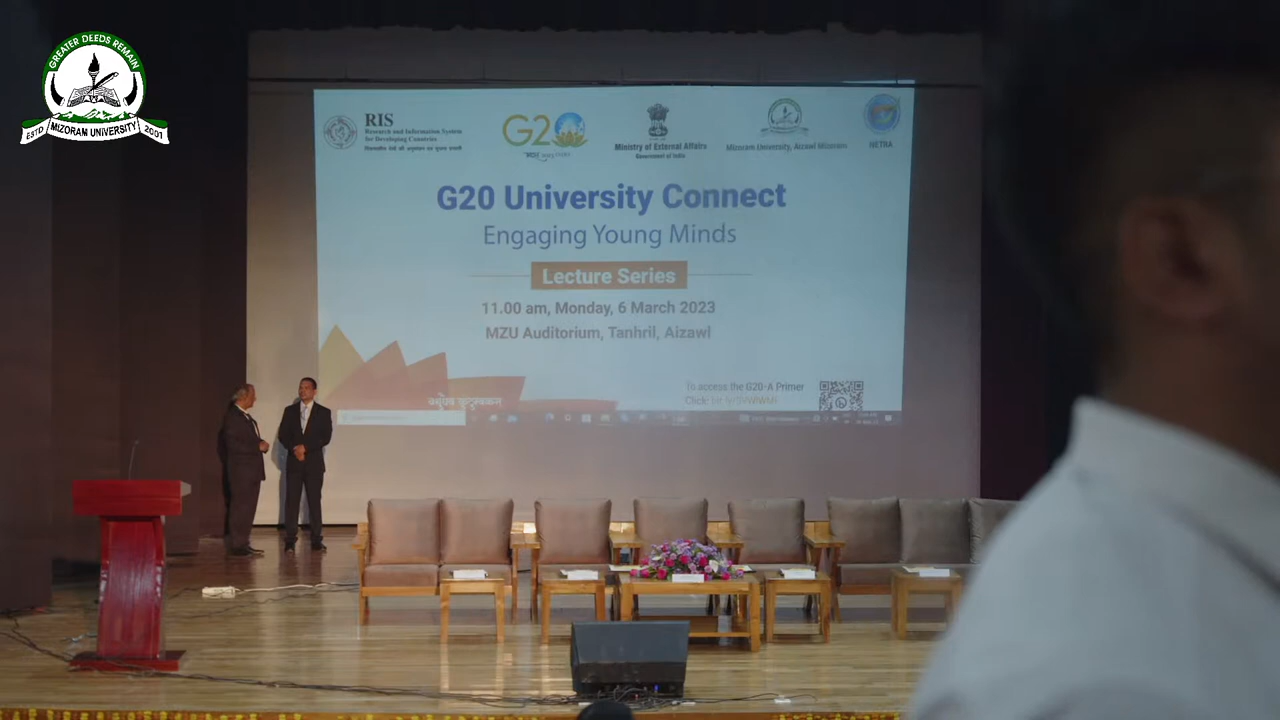 GREATER DEEDS REMAIN
ESTD MIZORAM UNIVERSITY 2001
RIS
Research and Information System
for Developing Countries
G20
Ministry of External Affairs
Government of India
Mizoram University, Aizawl Mizoram
NETRA
G20 University Connect
Engaging Young Minds
Lecture Series
11.00 am, Monday, 6 March 2023
MZU Auditorium, Tanhril, Aizawl
To access the G20-A Primer
Click: